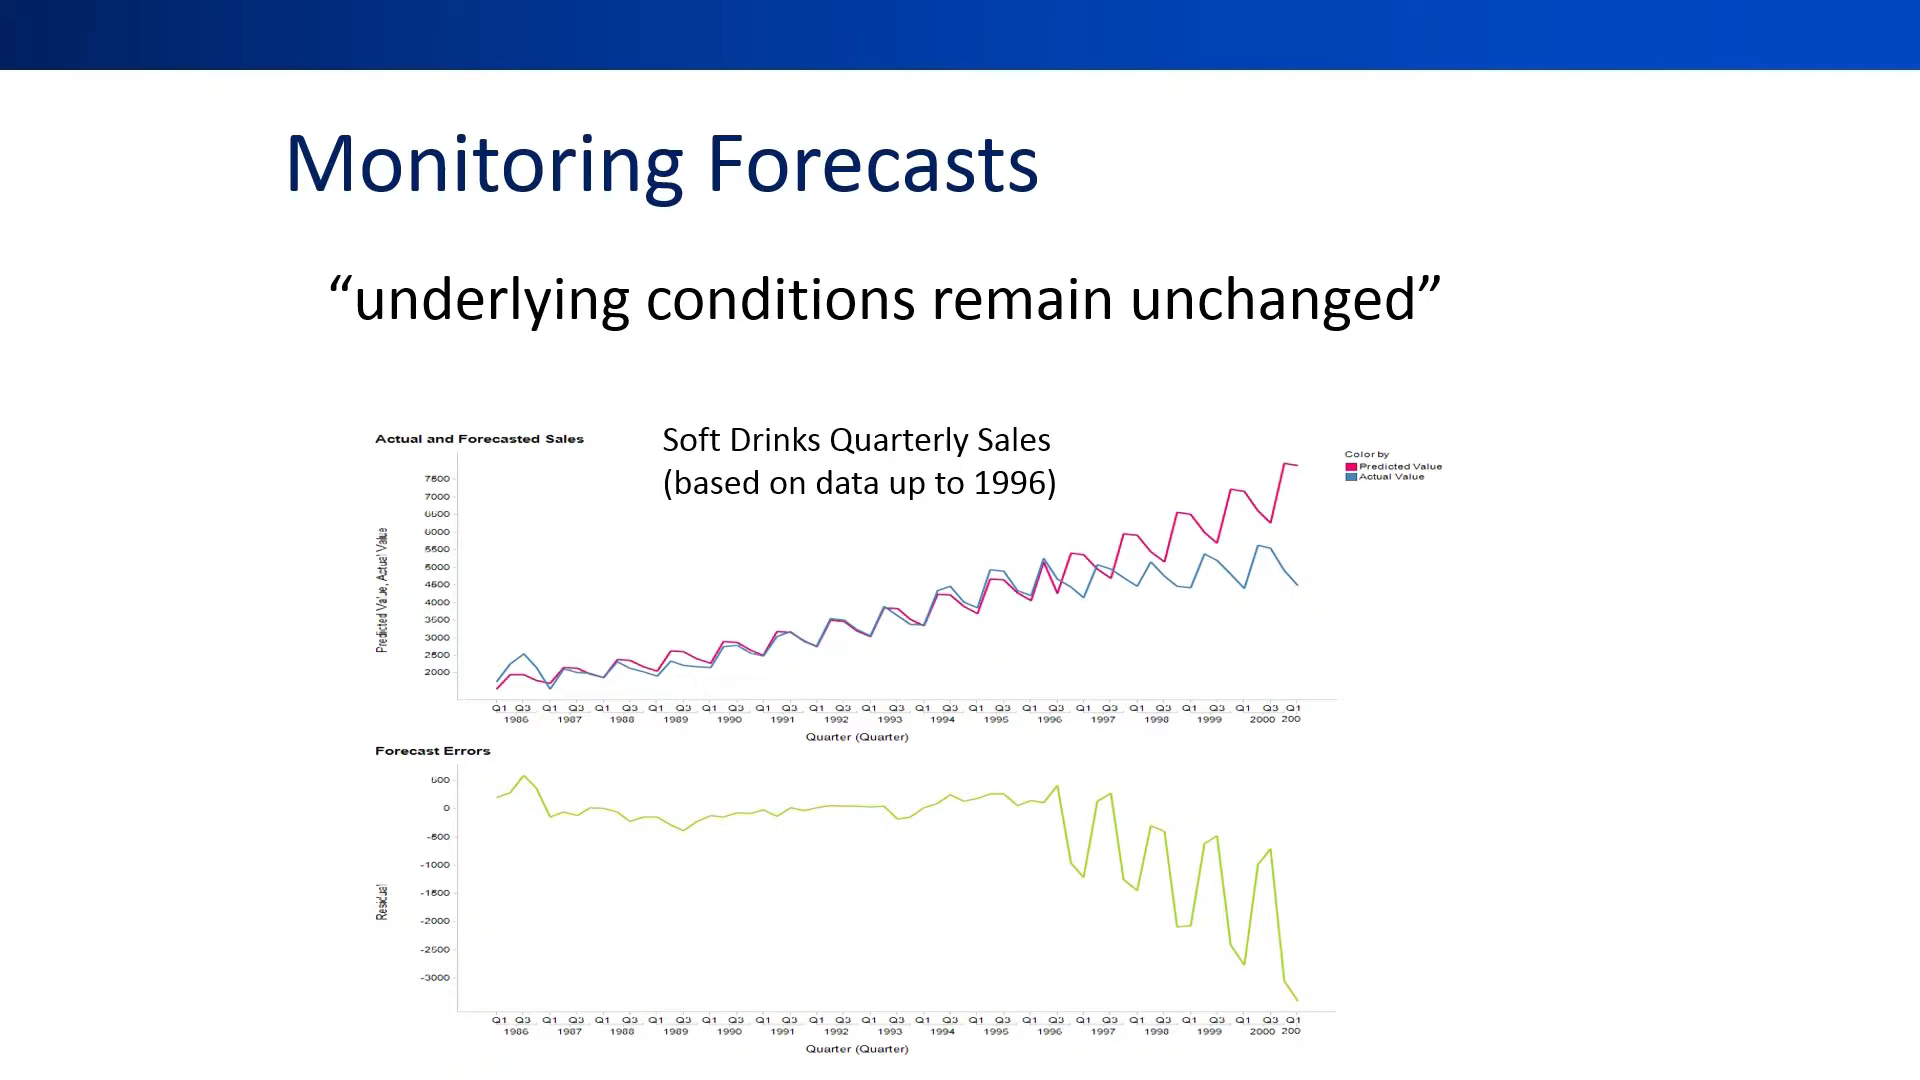 Monitoring Forecasts
“underlying conditions remain unchanged”
Soft Drinks Quarterly Sales
(based on data up to 1996)
Actual and Forecasted Sales
Color by
Predicted Value
Actual Value
Predicted Value, Actual Value
7500
7000
6500
6000
5500
5000
4500
4000
3500
3000
2500
2000
Q1 Q3 Q1 Q3 Q1 Q3 Q1 Q3 Q1 Q3 Q1 Q3 Q1 Q3 Q1 Q3 Q1 Q3 Q1 Q3 Q1 Q3 Q1 Q3 Q1 Q3 Q1 Q3 Q1 Q3 Q1
1986 1987 1988 1989 1990 1991 1992 1993 1994 1995 1996 1997 1998 1999 2000 200
Quarter (Quarter)
Forecast Errors
Residual
500
0
-500
-1000
-1500
-2000
-2500
-3000
Q1 Q3 Q1 Q3 Q1 Q3 Q1 Q3 Q1 Q3 Q1 Q3 Q1 Q3 Q1 Q3 Q1 Q3 Q1 Q3 Q1 Q3 Q1 Q3 Q1 Q3 Q1 Q3 Q1 Q3 Q1
1986 1987 1988 1989 1990 1991 1992 1993 1994 1995 1996 1997 1998 1999 2000 200
Quarter (Quarter)